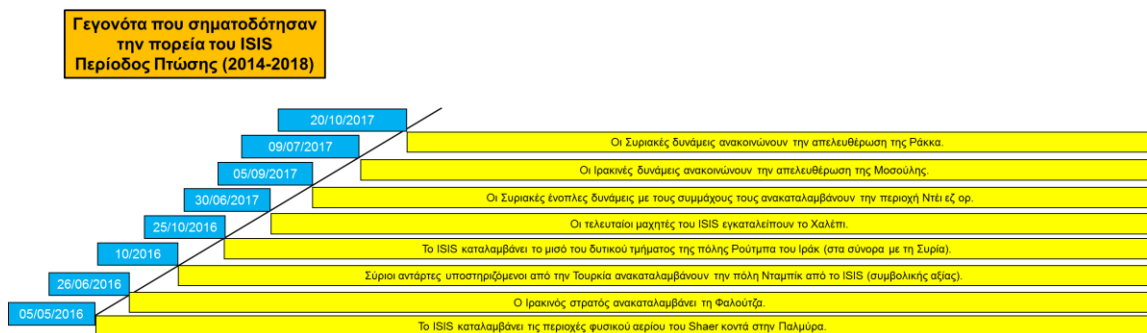 Γεγονότα που σηματοδότησαν
την πορεία του ISIS
Περίοδος Πτώσης (2014-2018)
20/10/2017
Οι Συριακές δυνάμεις ανακοινώνουν την απελευθέρωση της Ράκκα.
09/07/2017
Οι Ιρακινές δυνάμεις ανακοινώνουν την απελευθέρωση της Μοσούλης.
05/09/2017
Οι Συριακές ένοπλες δυνάμεις με τους συμμάχους τους ανακαταλαμβάνουν την περιοχή Ντέι εζ ορ.
30/06/2017
Οι τελευταίοι μαχητές του ISIS εγκαταλείπουν το Χαλέπι.
25/10/2016
Το ISIS καταλαμβάνει το μισό του δυτικού τμήματος της πόλης Ρούτμπα του Ιράκ (στα σύνορα με τη Συρία).
10/2016
Σύριοι αντάρτες υποστηριζόμενοι από την Τουρκία ανακαταλαμβάνουν την πόλη Νταμπίκ από το ISIS (συμβολικής αξίας).
26/06/2016
Ο Ιρακινός στρατός ανακαταλαμβάνει τη Φαλούτζα.
05/05/2016
Το ISIS καταλαμβάνει τις περιοχές φυσικού αερίου του Shaer κοντά στην Παλμύρα.